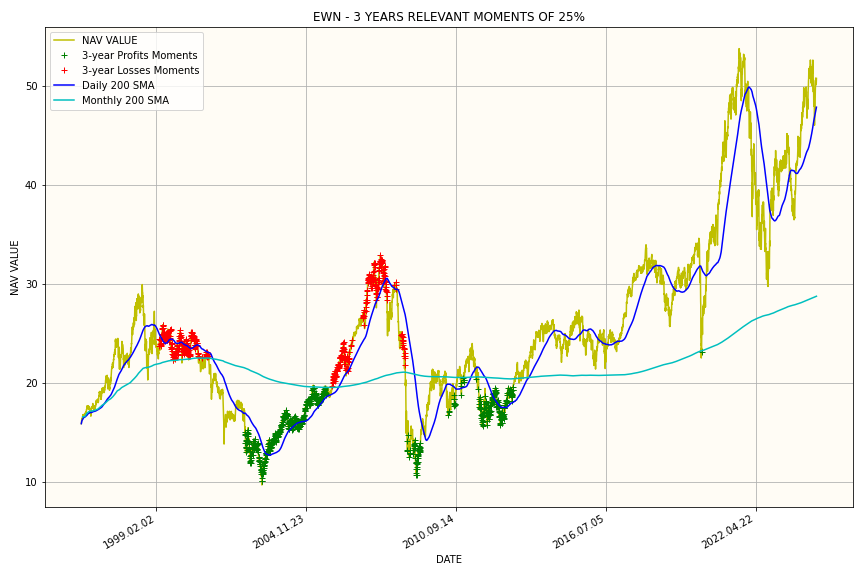 EWN - 3 YEARS RELEVANT MOMENTS OF 25%
NAV VALUE
3-year Profits Moments
3-year Losses Moments
Daily 200 SMA
Monthly 200 SMA
NAV VALUE
50
40
30
20
10
1999.02.02
2004.11.23
2010.09.14
2016.07.05
2022.04.22
DATE